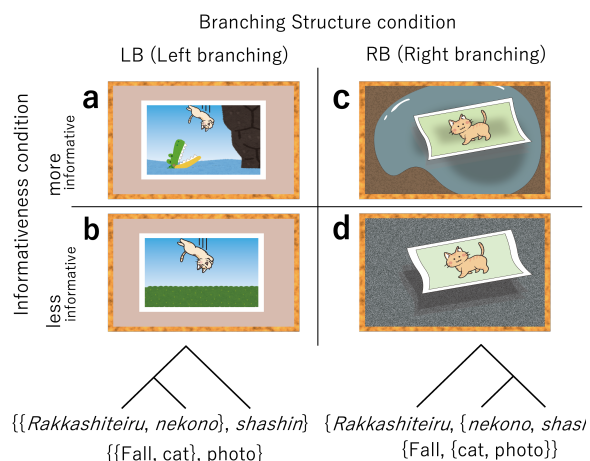 Branching Structure condition
LB (Left branching)
RB (Right branching)
Informativeness condition
more
informative
less
informative
a
c
b
d
{{Rakkashiteiru, nekono}, shashin}
{{Fall, cat}, photo}
{Rakkashiteiru, {nekono,
{Fall, {cat, photo}}